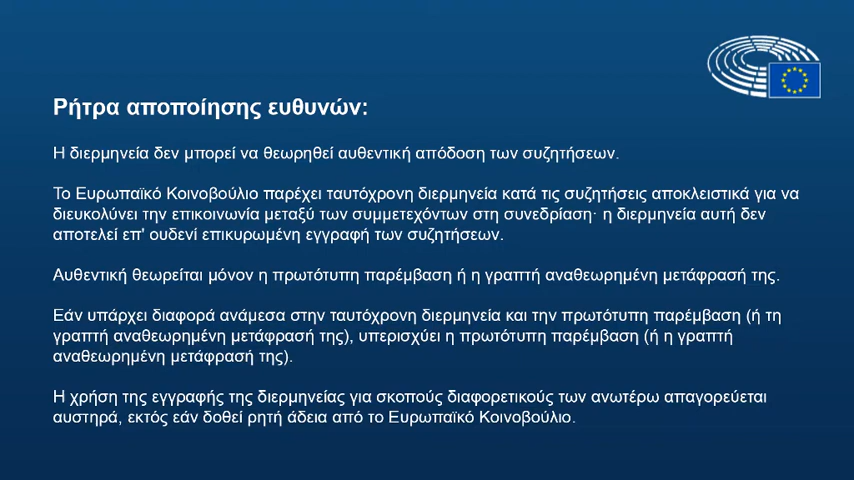 Ρήτρα αποποίησης ευθυνών:
Η διερμηνεία δεν μπορεί να θεωρηθεί αυθεντική απόδοση των συζητήσεων.
Το Ευρωπαϊκό Κοινοβούλιο παρέχει ταυτόχρονη διερμηνεία κατά τις συζητήσεις αποκλειστικά για να
διευκολύνει την επικοινωνία μεταξύ των συμμετεχόντων στη συνεδρίαση· η διερμηνεία αυτή δεν
αποτελεί επ' ουδενί επικυρωμένη εγγραφή των συζητήσεων.
Αυθεντική θεωρείται μόνον η πρωτότυπη παρέμβαση ή η γραπτή αναθεωρημένη μετάφρασή της.
Εάν υπάρχει διαφορά ανάμεσα στην ταυτόχρονη διερμηνεία και την πρωτότυπη παρέμβαση (ή τη
γραπτή αναθεωρημένη μετάφρασή της), υπερισχύει η πρωτότυπη παρέμβαση (ή η γραπτή
αναθεωρημένη μετάφρασή της).
Η χρήση της εγγραφής της διερμηνείας για σκοπούς διαφορετικούς των ανωτέρω απαγορεύεται
αυστηρά, εκτός εάν δοθεί ρητή άδεια από το Ευρωπαϊκό Κοινοβούλιο.